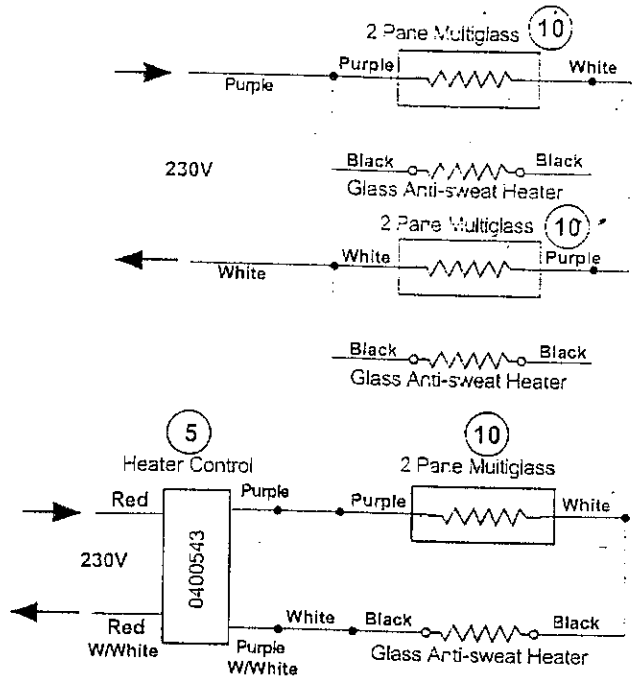 2 Pane Multiglass 10
Purple White
Purple
230V
Black Black
Glass Anti-sweat Heater
2 Pane Multiglass 10
White Purple
White
Black Black
Glass Anti-sweat Heater
5 10
Heater Control 2 Pane Multiglass
Red Purple Purple White
230V
0400543
Red White Black Black
W/White Purple Glass Anti-sweat Heater
W/White